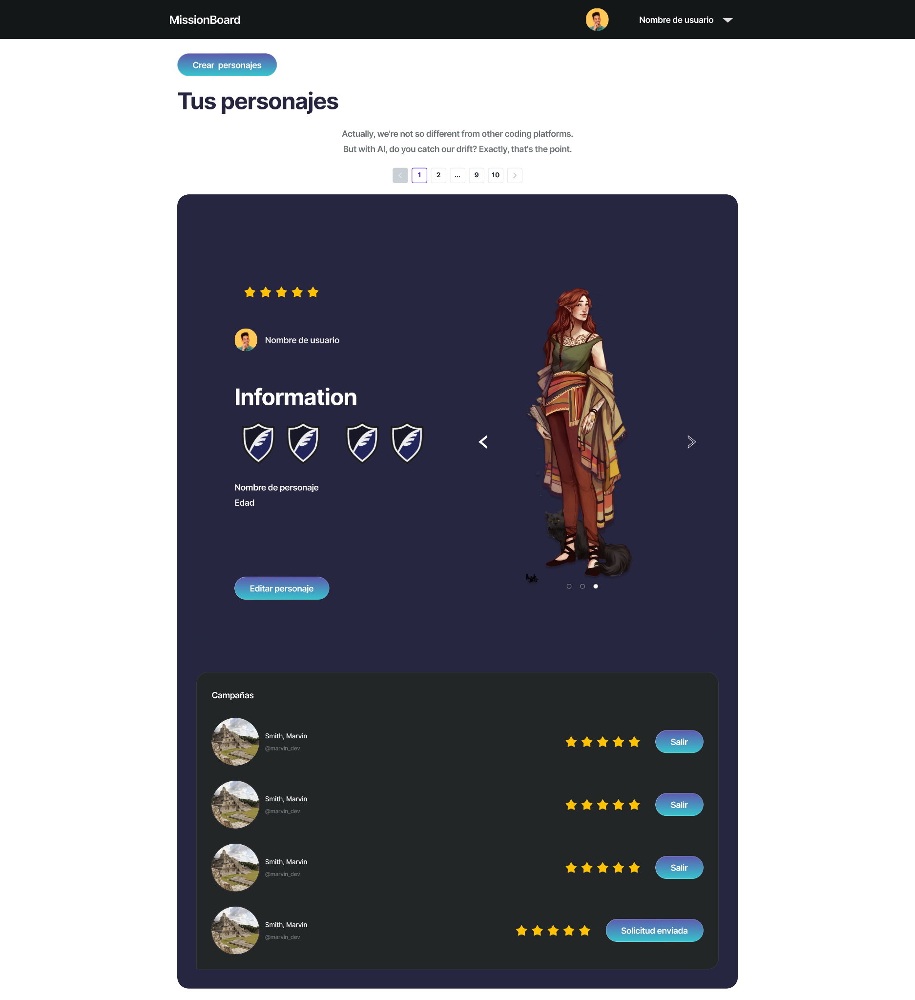 MissionBoard
Nombre de usuario
Crear personajes
Tus personajes
Actually, we're not so different from other coding platforms.
But with AI, do you catch our drift? Exactly, that's the point.
1 2 ... 9 10
Nombre de usuario
Information
Nombre de personaje
Edad
Editar personaje
Campañas
Smith, Marvin
@marvin_dev
Salir
Smith, Marvin
@marvin_dev
Salir
Smith, Marvin
@marvin_dev
Salir
Smith, Marvin
@marvin_dev
Solicitud enviada